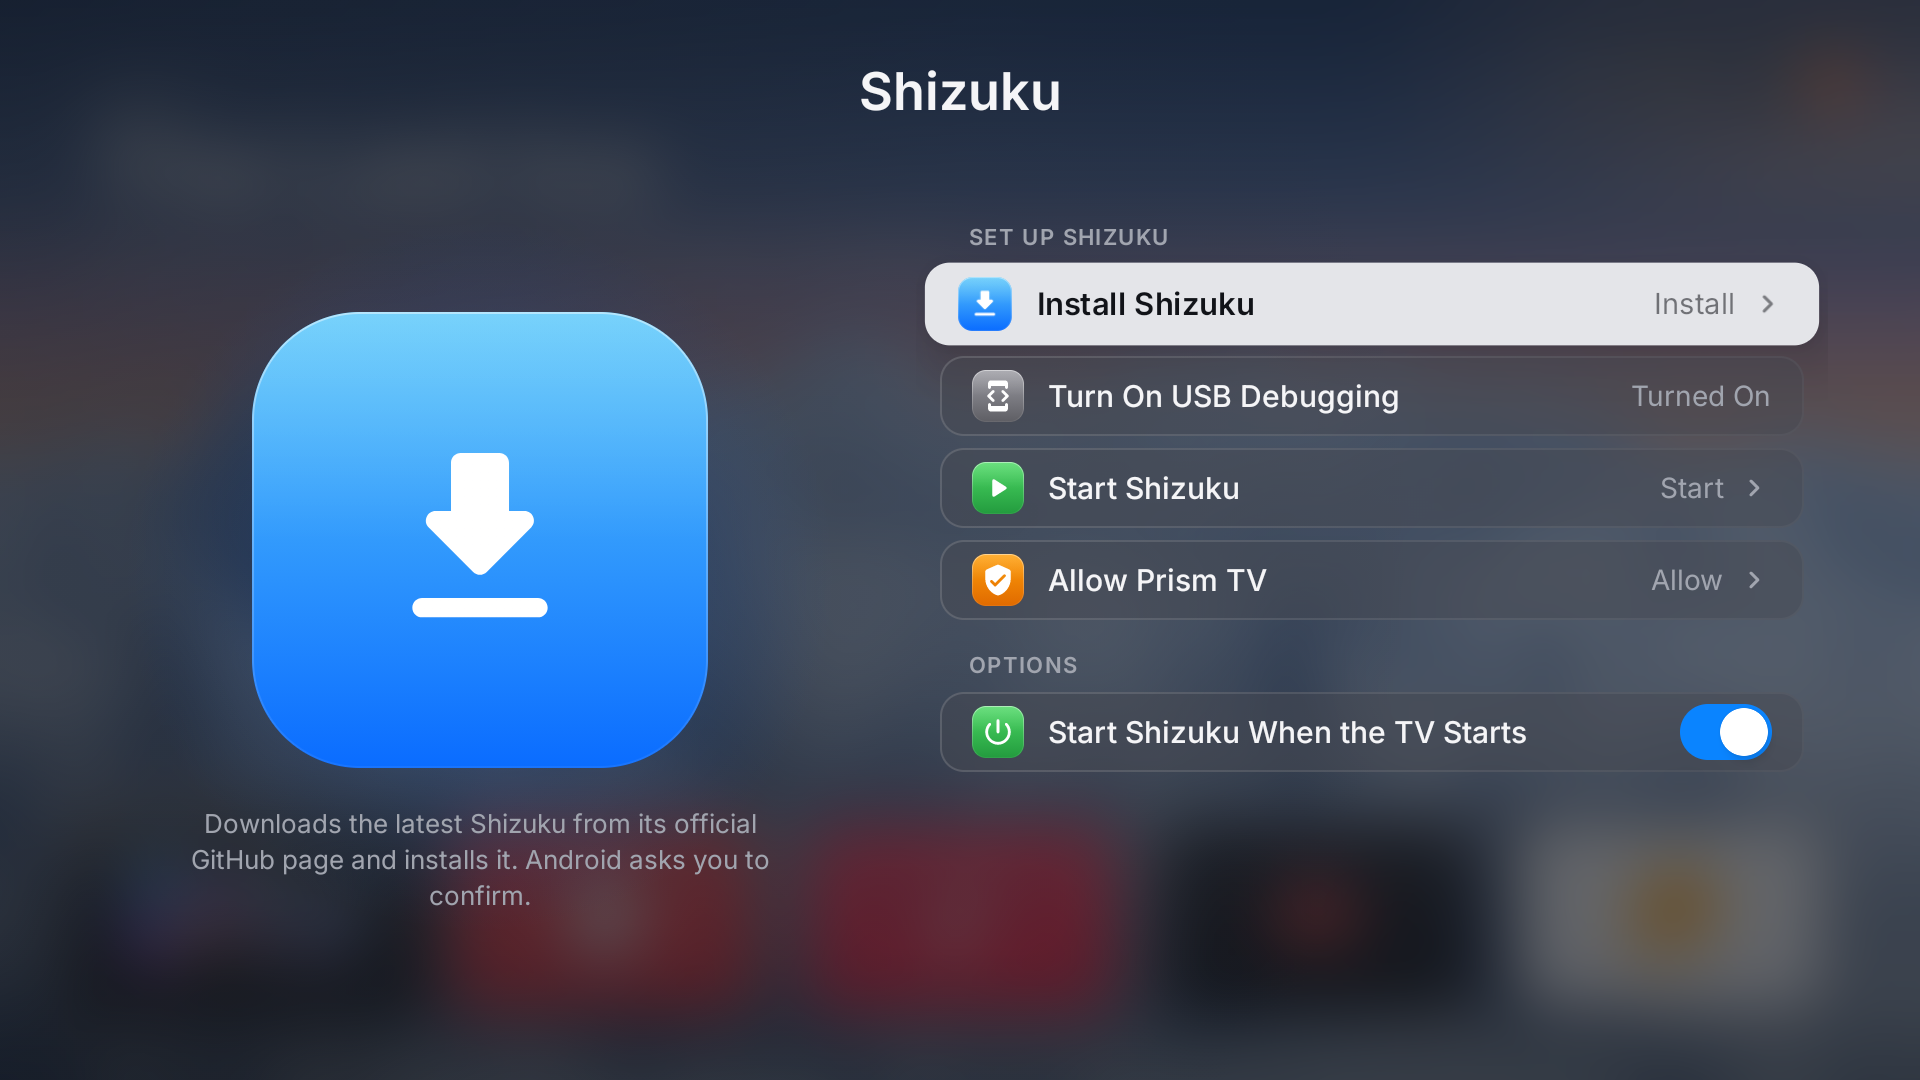 Shizuku
SET UP SHIZUKU
Install Shizuku Install
Turn On USB Debugging Turned On
Start Shizuku Start
Allow Prism TV Allow
OPTIONS
Start Shizuku When the TV Starts
Downloads the latest Shizuku from its official
GitHub page and installs it. Android asks you to
confirm.